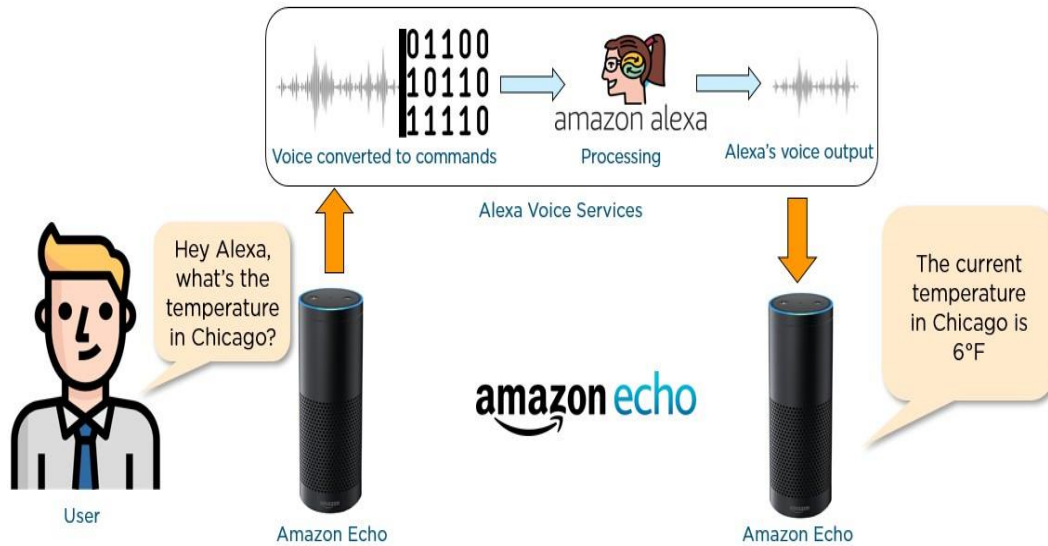 01100
10110
11110
amazon alexa
Voice converted to commands
Processing
Alexa's voice output
Alexa Voice Services
Hey Alexa,
what's the
temperature
in Chicago?
The current
temperature
in Chicago is
6°F
amazon echo
User
Amazon Echo
Amazon Echo